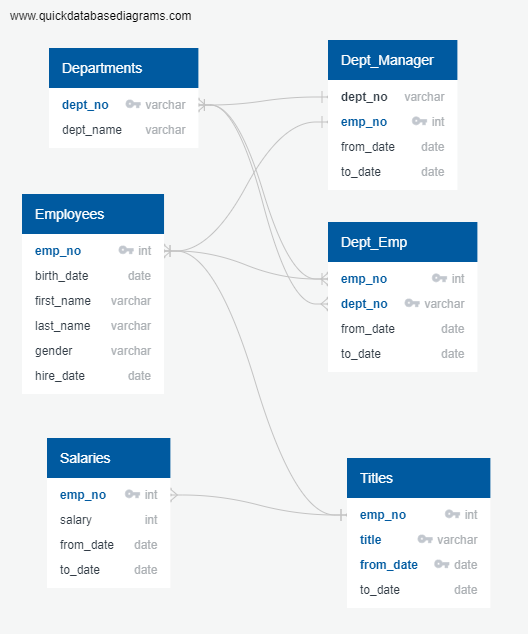 www.quickdatabasediagrams.com
Departments
dept_no varchar
dept_name varchar
Dept_Manager
dept_no varchar
emp_no int
from_date date
to_date date
Employees
emp_no int
birth_date date
first_name varchar
last_name varchar
gender varchar
hire_date date
Dept_Emp
emp_no int
dept_no varchar
from_date date
to_date date
Salaries
emp_no int
salary int
from_date date
to_date date
Titles
emp_no int
title varchar
from_date date
to_date date